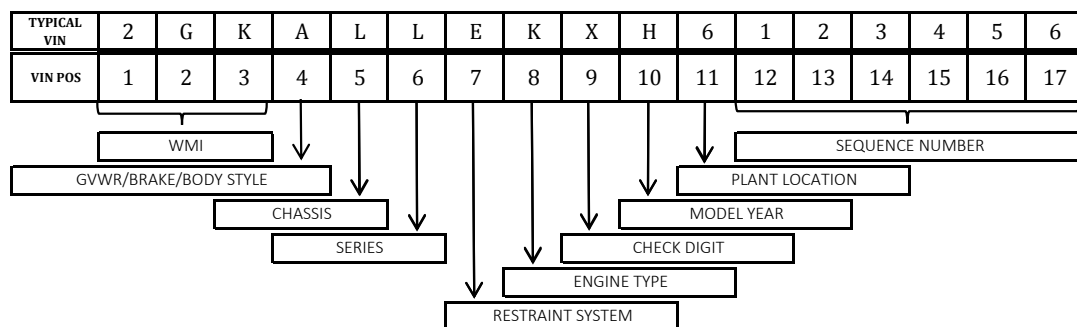 TYPICAL VIN 2 G K A L L E K X H 6 1 2 3 4 5 6
VIN POS 1 2 3 4 5 6 7 8 9 10 11 12 13 14 15 16 17
WMI SEQUENCE NUMBER
GVWR/BRAKE/BODY STYLE PLANT LOCATION
CHASSIS MODEL YEAR
SERIES CHECK DIGIT
ENGINE TYPE
RESTRAINT SYSTEM